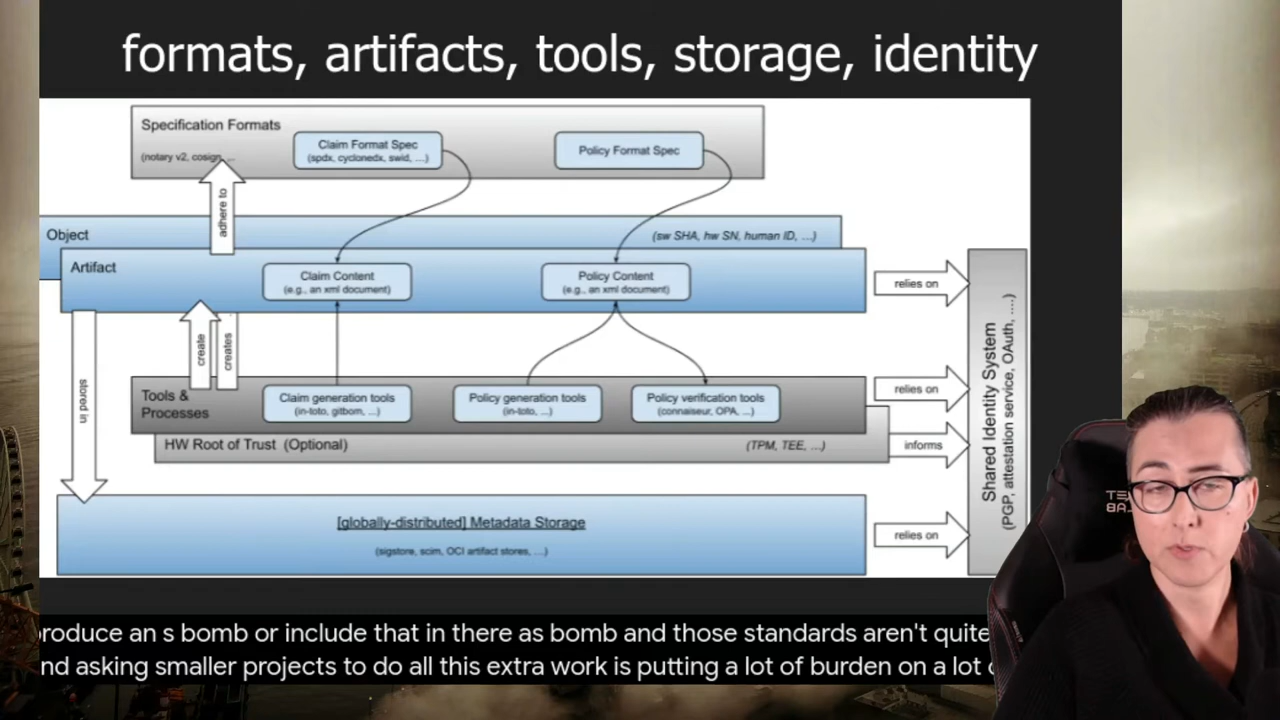 formats, artifacts, tools, storage, identity
Specification Formats
(notary v2, cosign, ...
Claim Format Spec
(spdx, cyclonedx, swid, ...)
Policy Format Spec
adhere to
Object
(sw SHA, hw SN, human ID, ...)
Artifact
Claim Content
(e.g., an xml document)
Policy Content
(e.g., an xml document)
relies on
create
creates
stored in
Tools &
Processes
Claim generation tools
(in-toto, gitbom, ...)
Policy generation tools
(in-toto, ...)
Policy verification tools
(connaiseur, OPA, ...)
relies on
HW Root of Trust (Optional)
(TPM, TEE, ...)
informs
Shared Identity System
(PGP, attestation service, OAuth, ....)
[globally-distributed] Metadata Storage
(sigstore, scim, OCI artifact stores, ...)
relies on
produce an s bomb or include that in there as bomb and those standards aren't quite
nd asking smaller projects to do all this extra work is putting a lot of burden on a lot